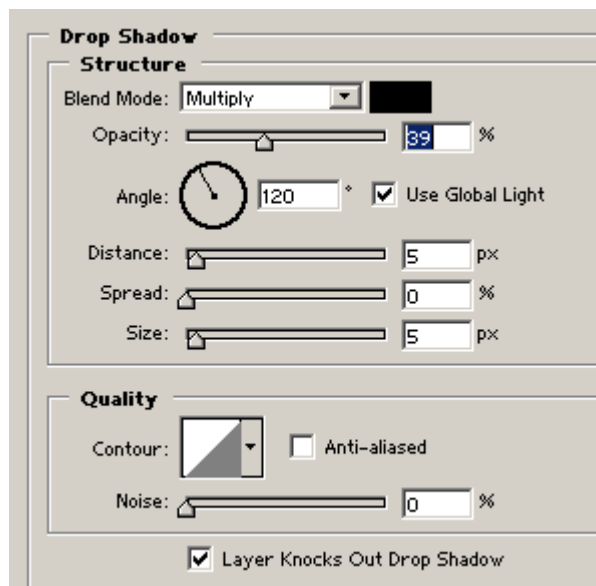 Drop Shadow
Structure
Blend Mode: Multiply
Opacity: 39 %
Angle: 120 ° Use Global Light
Distance: 5 px
Spread: 0 %
Size: 5 px
Quality
Contour: Anti-aliased
Noise: 0 %
Layer Knocks Out Drop Shadow